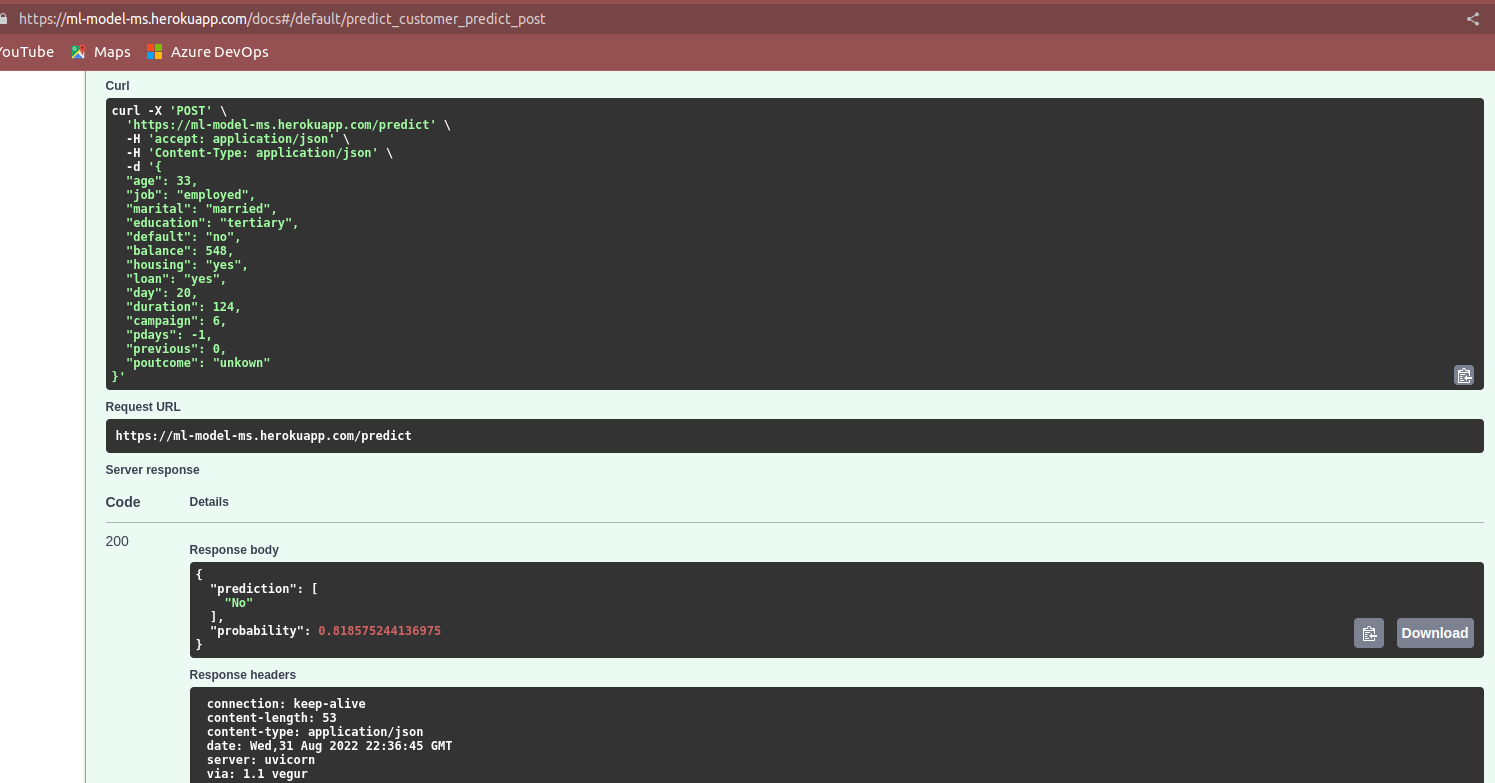 https://ml-model-ms.herokuapp.com/docs#/default/predict_customer_predict_post
YouTube Maps Azure DevOps
Curl
curl -X 'POST' \
  'https://ml-model-ms.herokuapp.com/predict' \
  -H 'accept: application/json' \
  -H 'Content-Type: application/json' \
  -d '{
  "age": 33,
  "job": "employed",
  "marital": "married",
  "education": "tertiary",
  "default": "no",
  "balance": 548,
  "housing": "yes",
  "loan": "yes",
  "day": 20,
  "duration": 124,
  "campaign": 6,
  "pdays": -1,
  "previous": 0,
  "poutcome": "unkown"
}'
Request URL
https://ml-model-ms.herokuapp.com/predict
Server response
Code Details
200
Response body
{
  "prediction": [
    "No"
  ],
  "probability": 0.818575244136975
}
Download
Response headers
connection: keep-alive
content-length: 53
content-type: application/json
date: Wed,31 Aug 2022 22:36:45 GMT
server: uvicorn
via: 1.1 vegur